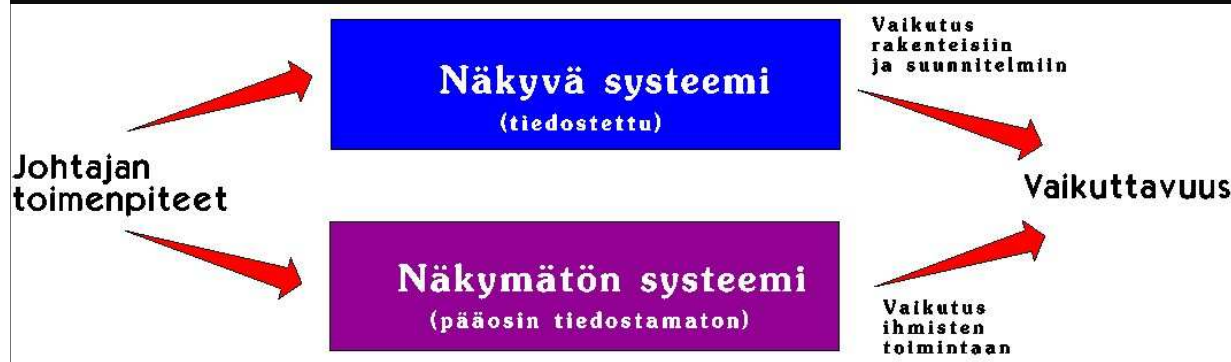 Vaikutus
rakenteisiin
ja suunnitelmiin
Näkyvä systeemi
(tiedostettu)
Johtajan
toimenpiteet
Vaikuttavuus
Näkymätön systeemi
(pääosin tiedostamaton)
Vaikutus
ihmisten
toimintaan